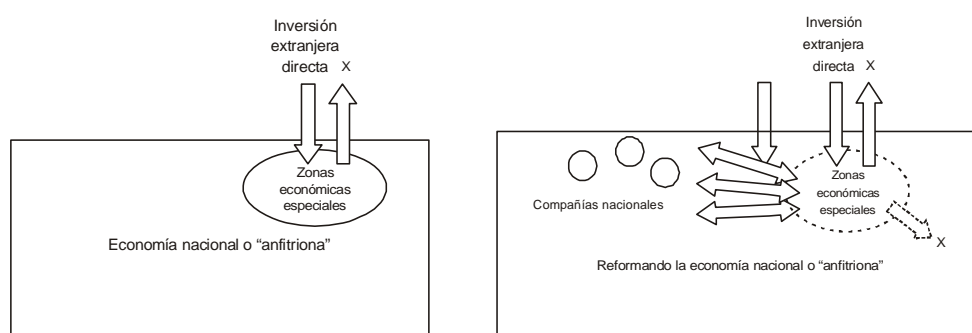 Inversión
extranjera
directa X
Zonas
económicas
especiales
Economía nacional o “anfitriona”
Inversión
extranjera
directa X
Zonas
económicas
especiales
Compañías nacionales
X
Reformando la economía nacional o “anfitriona”